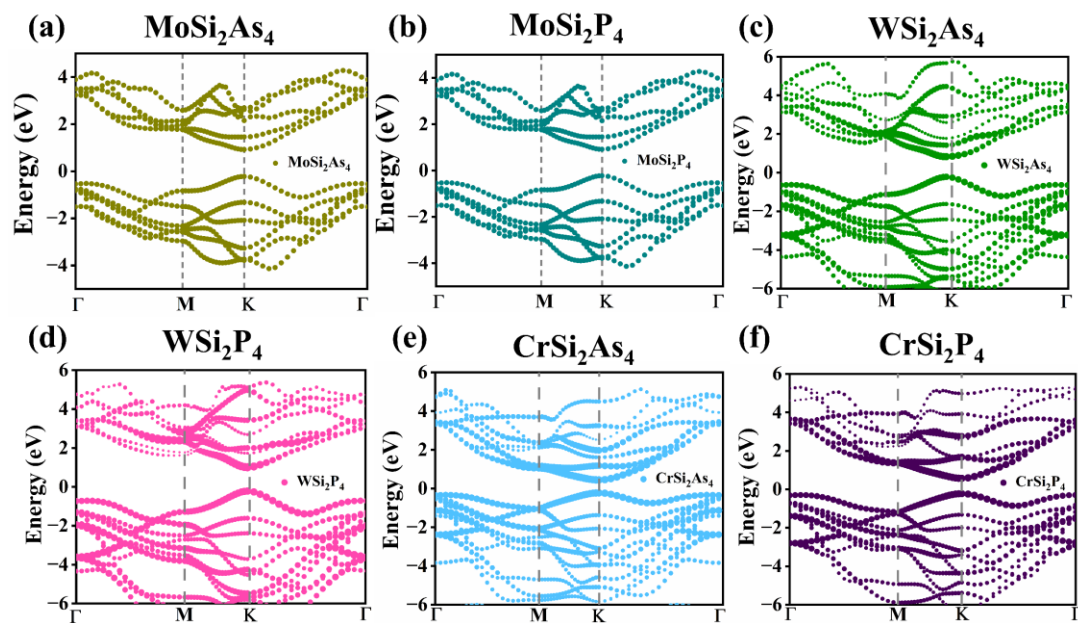 (a) MoSi₂As₄
Energy (eV)
4
2
0
−2
−4
Γ M K Γ
MoSi₂As₄
(b) MoSi₂P₄
Energy (eV)
4
2
0
−2
−4
Γ M K Γ
MoSi₂P₄
(c) WSi₂As₄
Energy (eV)
6
4
2
0
−2
−4
−6
Γ M K Γ
WSi₂As₄
(d) WSi₂P₄
Energy (eV)
6
4
2
0
−2
−4
−6
Γ M K Γ
WSi₂P₄
(e) CrSi₂As₄
Energy (eV)
6
4
2
0
−2
−4
−6
Γ M K Γ
CrSi₂As₄
(f) CrSi₂P₄
Energy (eV)
6
4
2
0
−2
−4
−6
Γ M K Γ
CrSi₂P₄